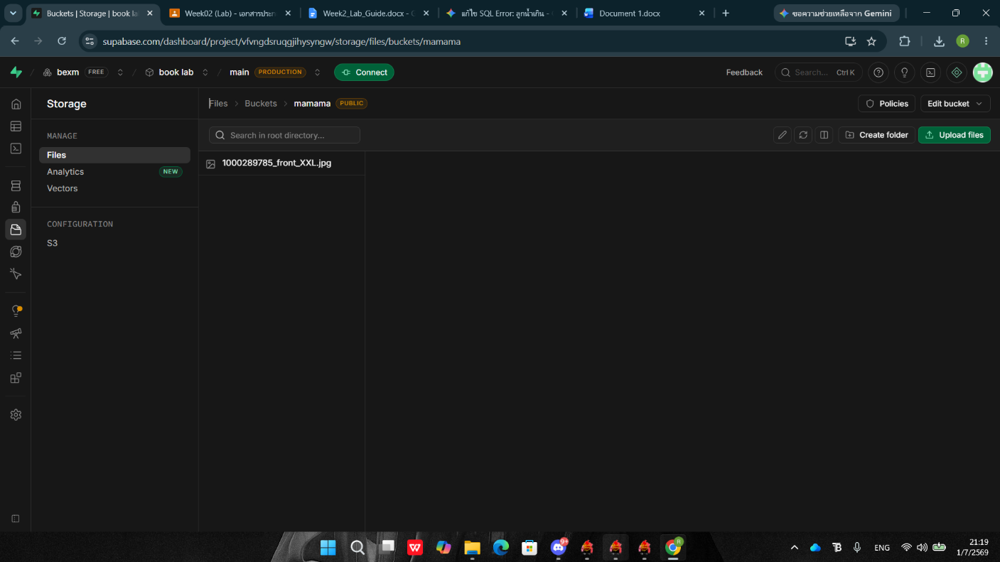 Buckets | Storage | book la
Week02 (Lab) - เอกสารประก
Week2_Lab_Guide.docx - G
แก้ไข SQL Error: ลูกน้ำเกิน - G
Document 1.docx
ขอความช่วยเหลือจาก Gemini
supabase.com/dashboard/project/vfvngdsruqgjihysyngw/storage/files/buckets/mamama
R
bexm FREE / book lab / main PRODUCTION Connect
Feedback
Search... Ctrl K
Storage
Files > Buckets > mamama PUBLIC
Policies
Edit bucket
MANAGE
Search in root directory...
Create folder
Upload files
Files
Analytics NEW
Vectors
1000289785_front_XXL.jpg
CONFIGURATION
S3
9+
R
ENG
21:19
1/7/2569